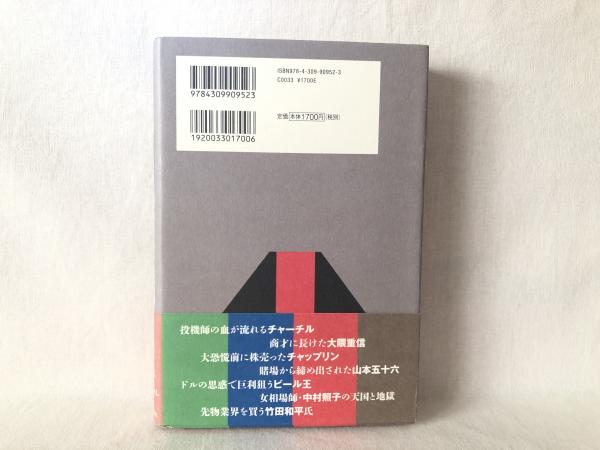 ISBN978-4-309-90952-3
C0033 ¥1700E
9784309909523
定価 本体1700円(税別)
1920033017006
投機師の血が流れるチャーチル
商才に長けた大隈重信
大恐慌前に株売ったチャップリン
賭場から締め出された山本五十六
ドルの思惑で巨利狙うビール王
女相場師・中村照子の天国と地獄
先物業界を買う竹田和平氏